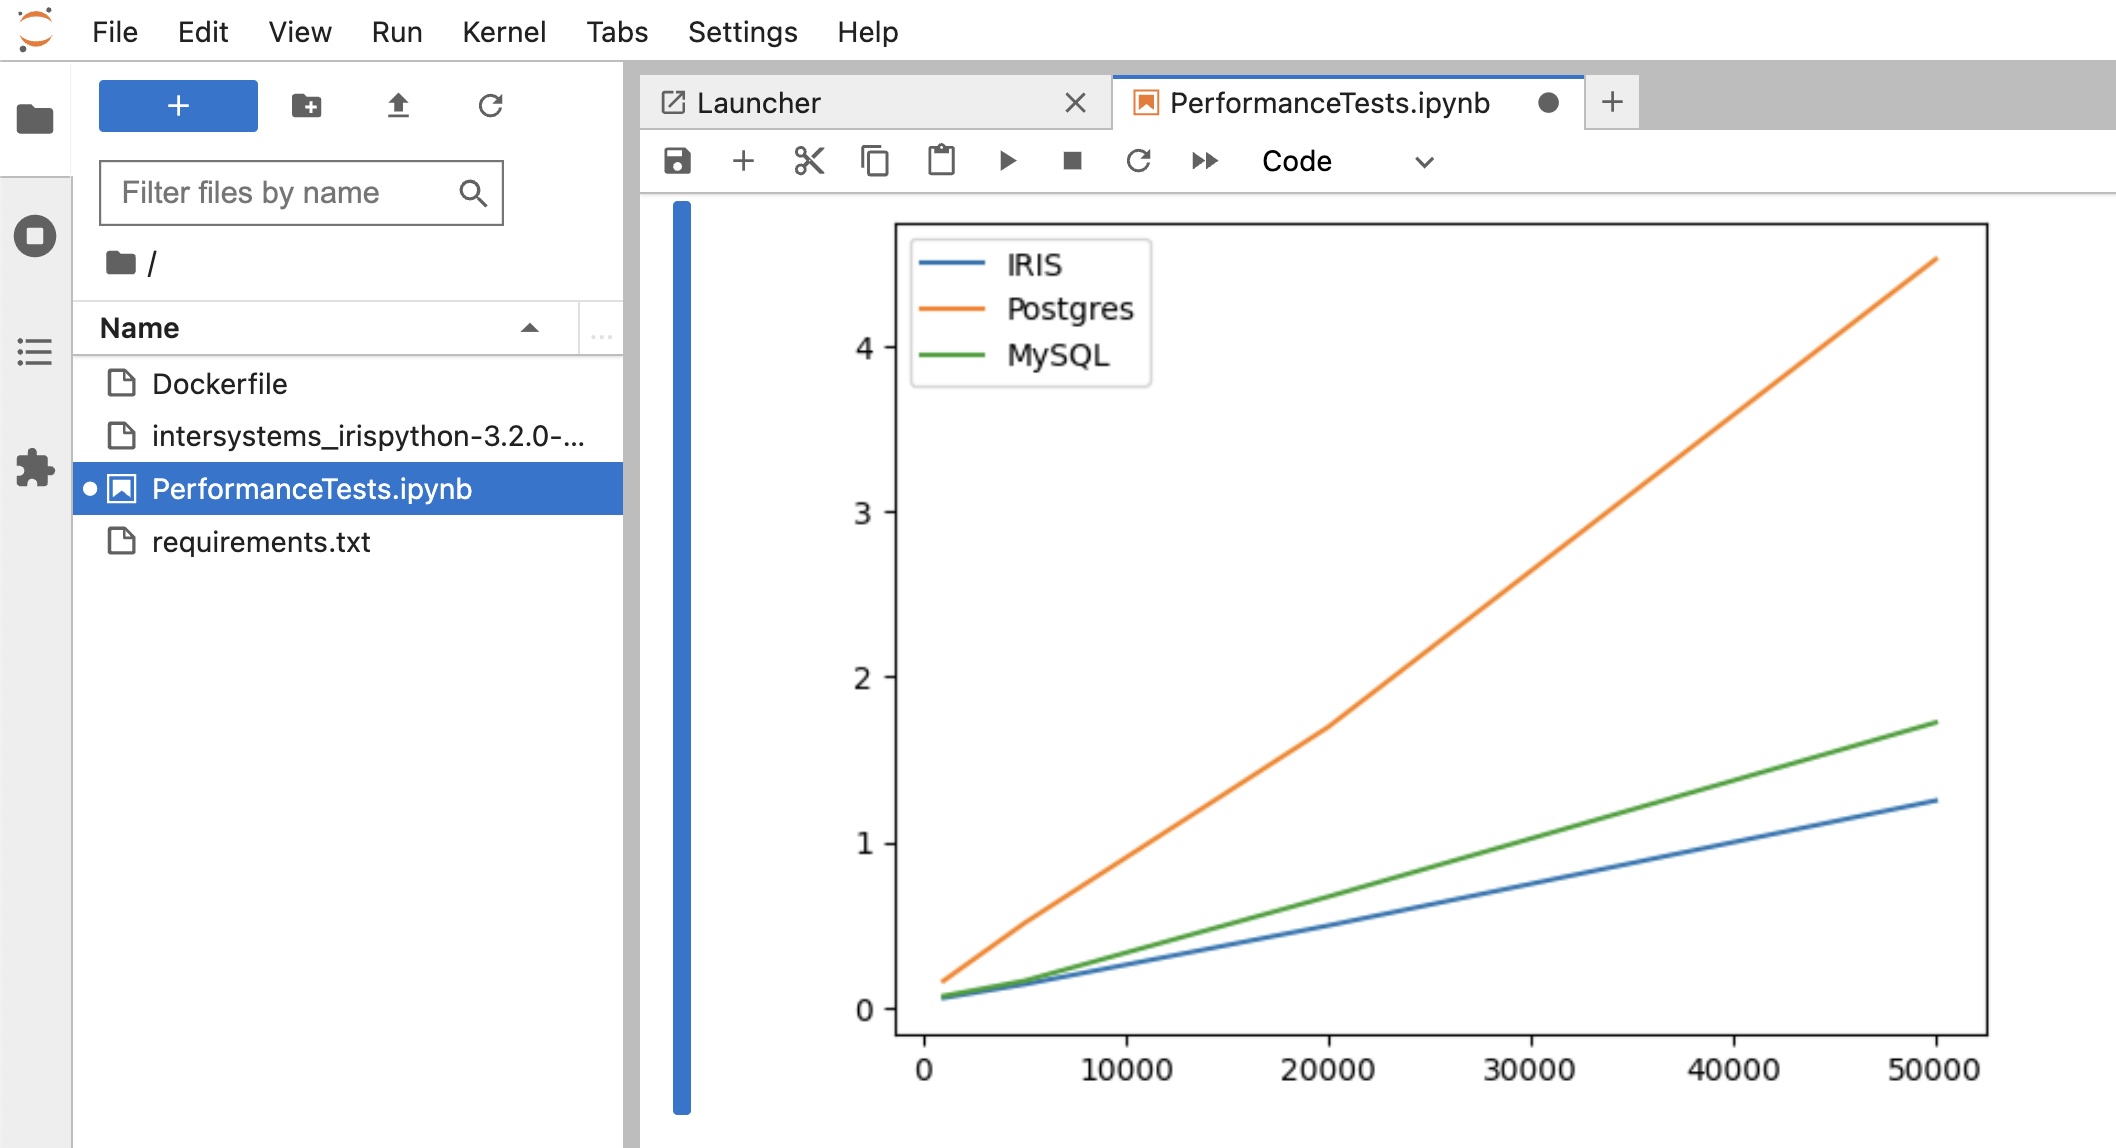 File Edit View Run Kernel Tabs Settings Help
Launcher
PerformanceTests.ipynb
Code
Filter files by name
/
Name
...
Dockerfile
intersystems_irispython-3.2.0-...
PerformanceTests.ipynb
requirements.txt
IRIS
Postgres
MySQL
4
3
2
1
0
0 10000 20000 30000 40000 50000